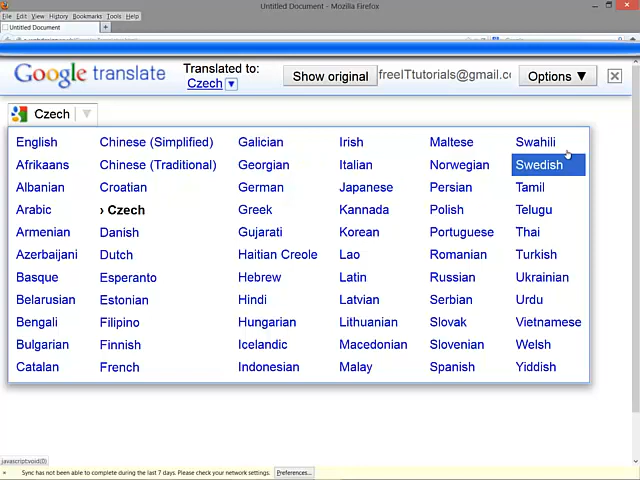 Untitled Document - Mozilla Firefox
File Edit View History Bookmarks Tools Help
Untitled Document +
Google translate
Translated to:
Czech ▼
Show original
freeITtutorials@gmail.cc
Options ▼
Czech ▼
English Chinese (Simplified) Galician Irish Maltese Swahili
Afrikaans Chinese (Traditional) Georgian Italian Norwegian Swedish
Albanian Croatian German Japanese Persian Tamil
Arabic › Czech Greek Kannada Polish Telugu
Armenian Danish Gujarati Korean Portuguese Thai
Azerbaijani Dutch Haitian Creole Lao Romanian Turkish
Basque Esperanto Hebrew Latin Russian Ukrainian
Belarusian Estonian Hindi Latvian Serbian Urdu
Bengali Filipino Hungarian Lithuanian Slovak Vietnamese
Bulgarian Finnish Icelandic Macedonian Slovenian Welsh
Catalan French Indonesian Malay Spanish Yiddish
javascript:void(0)
Sync has not been able to complete during the last 7 days. Please check your network settings. Preferences...